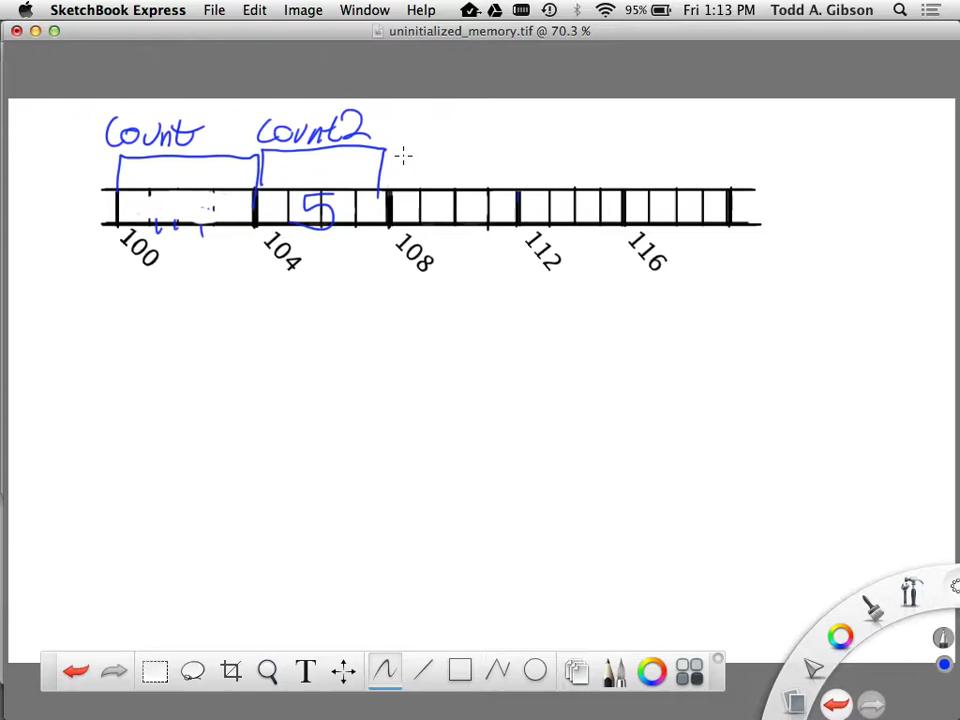 SketchBook Express File Edit Image Window Help 95% Fri 1:13 PM Todd A. Gibson
uninitialized_memory.tif @ 70.3 %
Count Count2
5
100 104 108 112 116
T